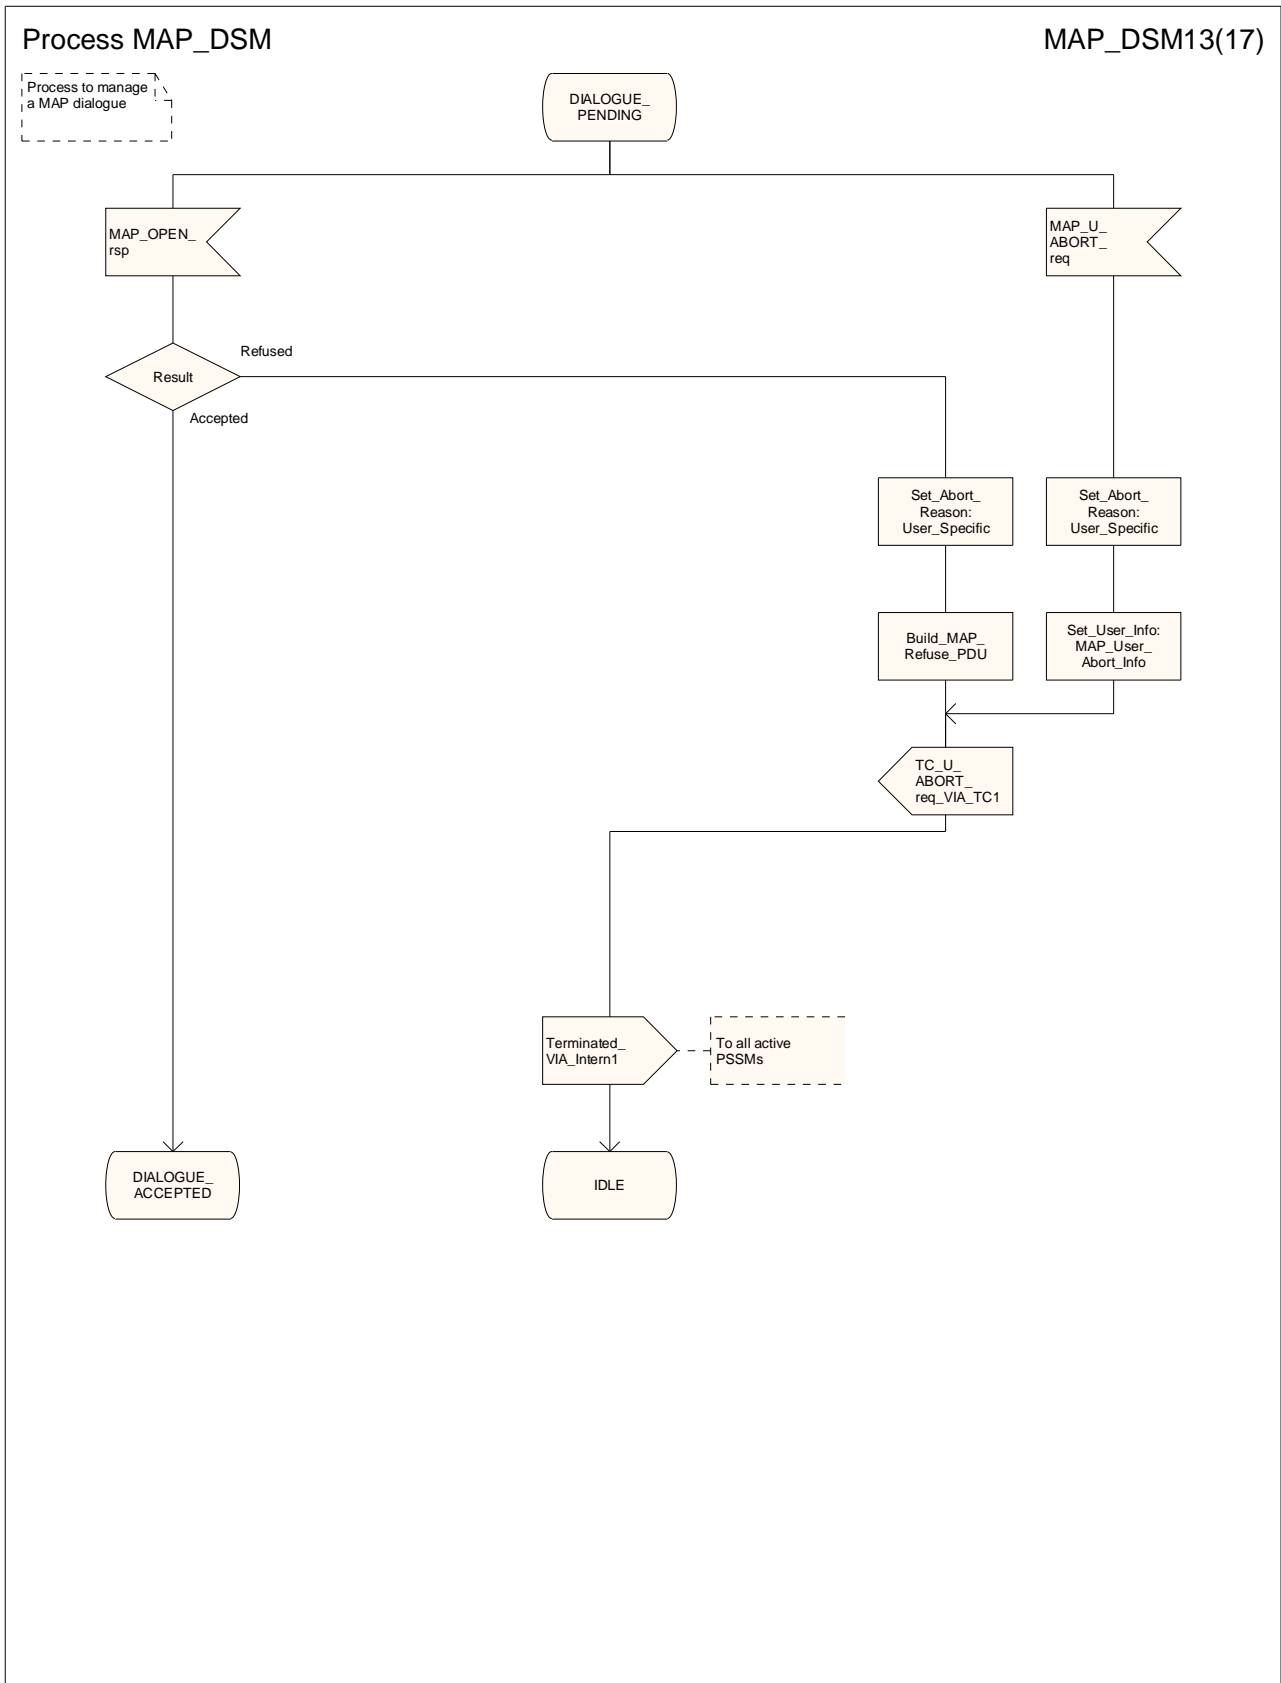 Process MAP_DSM
MAP_DSM13(17)
Process to manage
a MAP dialogue
DIALOGUE_
PENDING
MAP_OPEN_
rsp
MAP_U_
ABORT_
req
Result
Refused
Accepted
Set_Abort_
Reason:
User_Specific
Set_Abort_
Reason:
User_Specific
Build_MAP_
Refuse_PDU
Set_User_Info:
MAP_User_
Abort_Info
TC_U_
ABORT_
req_VIA_TC1
Terminated_
VIA_Intern1
To all active
PSSMs
DIALOGUE_
ACCEPTED
IDLE